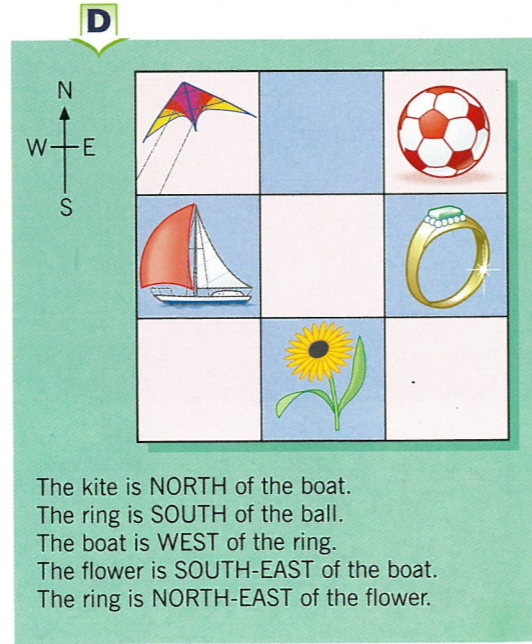 D
N
W E
S
The kite is NORTH of the boat.
The ring is SOUTH of the ball.
The boat is WEST of the ring.
The flower is SOUTH-EAST of the boat.
The ring is NORTH-EAST of the flower.